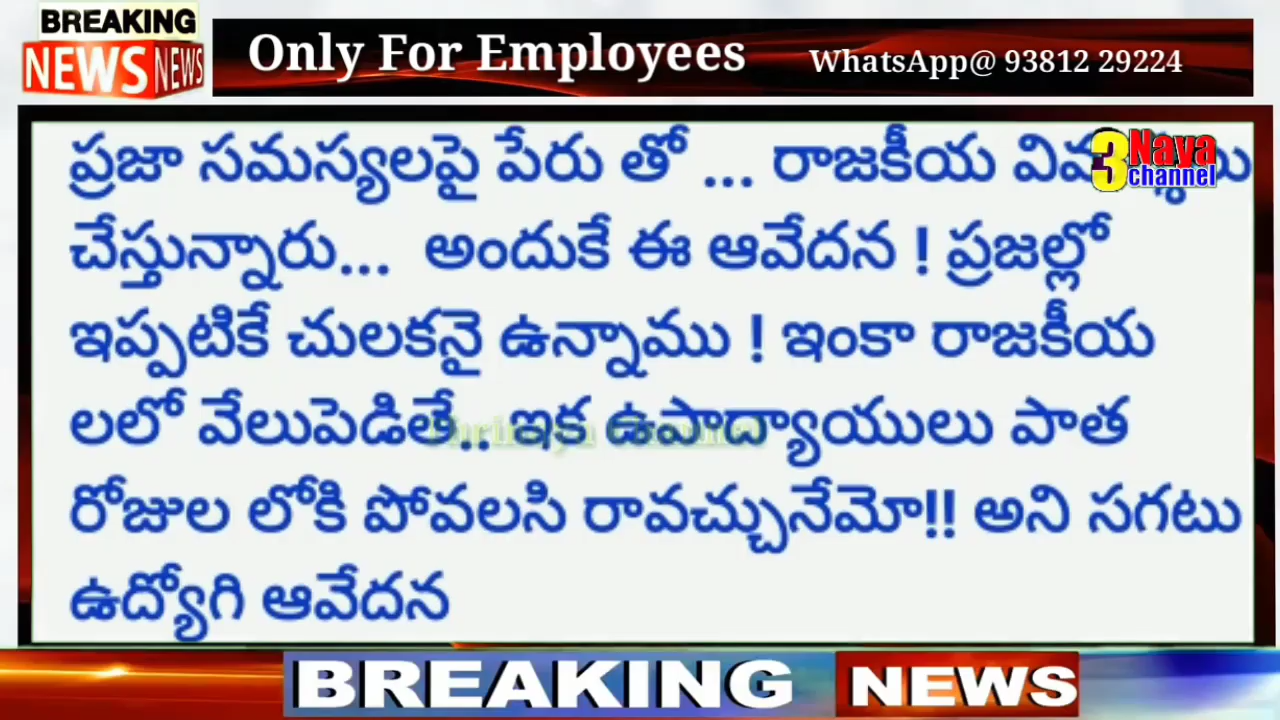 BREAKING
NEWS NEWS
Only For Employees
WhatsApp@ 93812 29224
3 Naya
channel
ప్రజా సమస్యలపై పేరు తో ... రాజకీయ
చేస్తున్నారు... అందుకే ఈ ఆవేదన ! ప్రజల్లో
ఇప్పటికే చులకనై ఉన్నాము ! ఇంకా రాజకీయ
లలో వేలుపెడితే.. ఇక ఉపాద్యాయులు పాత
రోజుల లోకి పోవలసి రావచ్చునేమో!! అని సగటు
ఉద్యోగి ఆవేదన
BREAKING NEWS